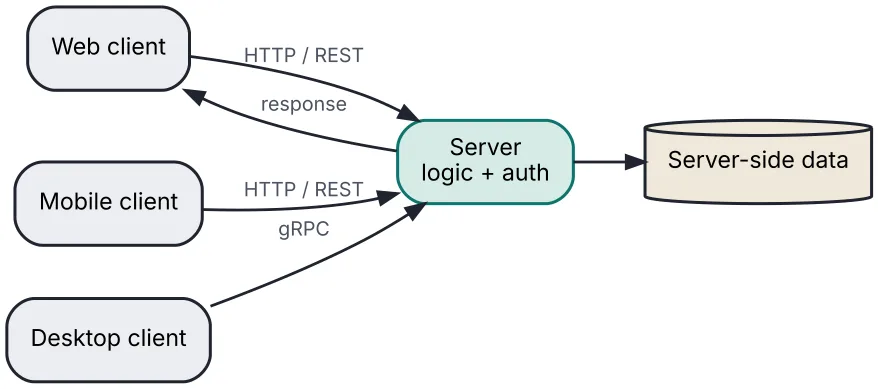 Web client
HTTP / REST
response
Server
logic + auth
Server-side data
Mobile client
HTTP / REST
gRPC
Desktop client